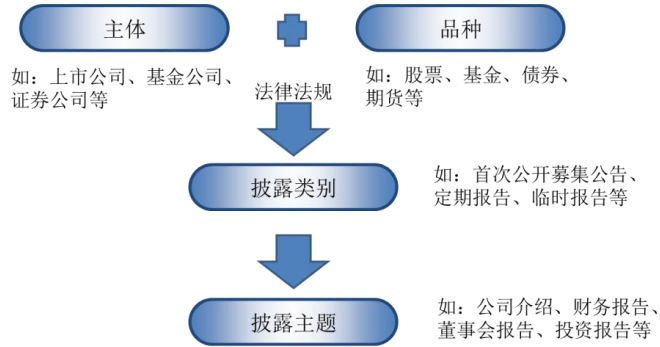 主体
品种
如：上市公司、基金公司、
证券公司等
法律法规
如：股票、基金、债券、
期货等
披露类别
如：首次公开募集公告、
定期报告、临时报告等
披露主题
如：公司介绍、财务报告、
董事会报告、投资报告等